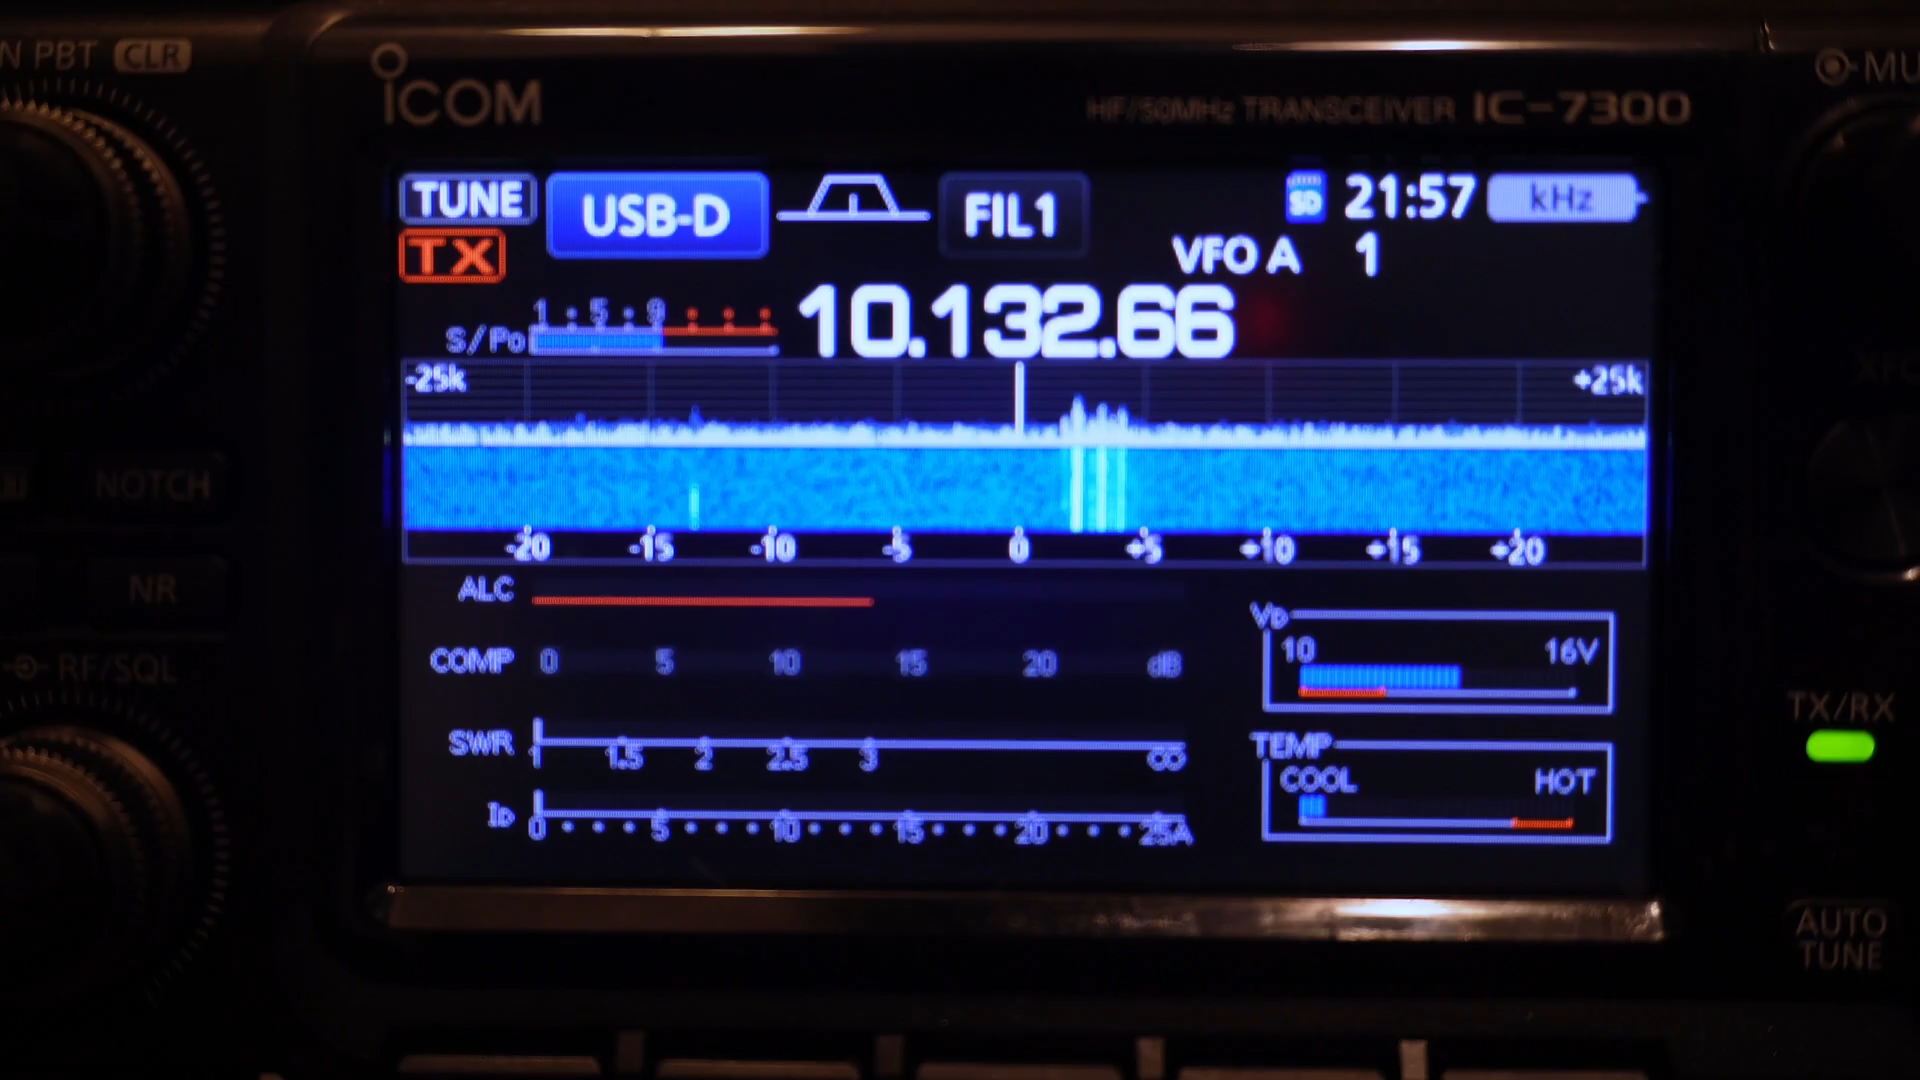 N PBT CLR
ICOM
HF/50MHz TRANSCEIVER IC-7300
MU
TUNE USB-D FIL1 SD 21:57 kHz
TX VFO A 1
1 5 9
S/Po 10.132.66
-25k +25k
NOTCH
-20 -15 -10 -5 0 +5 +10 +15 +20
NR
ALC
COMP 0 5 10 15 20 dB
SWR 1 1.5 2 2.5 3 ∞
ID 0 5 10 15 20 25A
VD
10 16V
TEMP
COOL HOT
RF/SQL
TX/RX
AUTO
TUNE